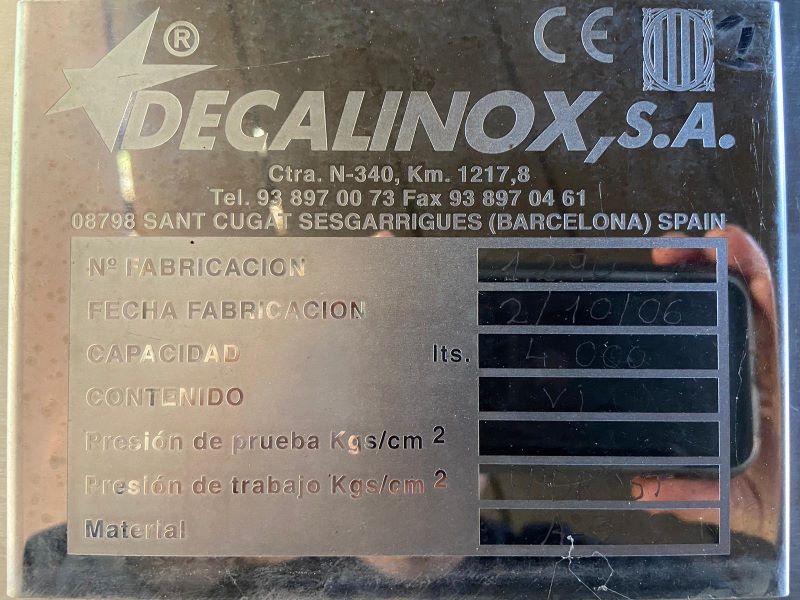 ®
CE
DECALINOX, S.A.
Ctra. N-340, Km. 1217,8
Tel. 93 897 00 73 Fax 93 897 04 61
08798 SANT CUGAT SESGARRIGUES (BARCELONA) SPAIN
Nº FABRICACION
FECHA FABRICACION 2/10/06
CAPACIDAD lts. 4 000
CONTENIDO Vi
Presión de prueba Kgs/cm 2
Presión de trabajo Kgs/cm 2
Material